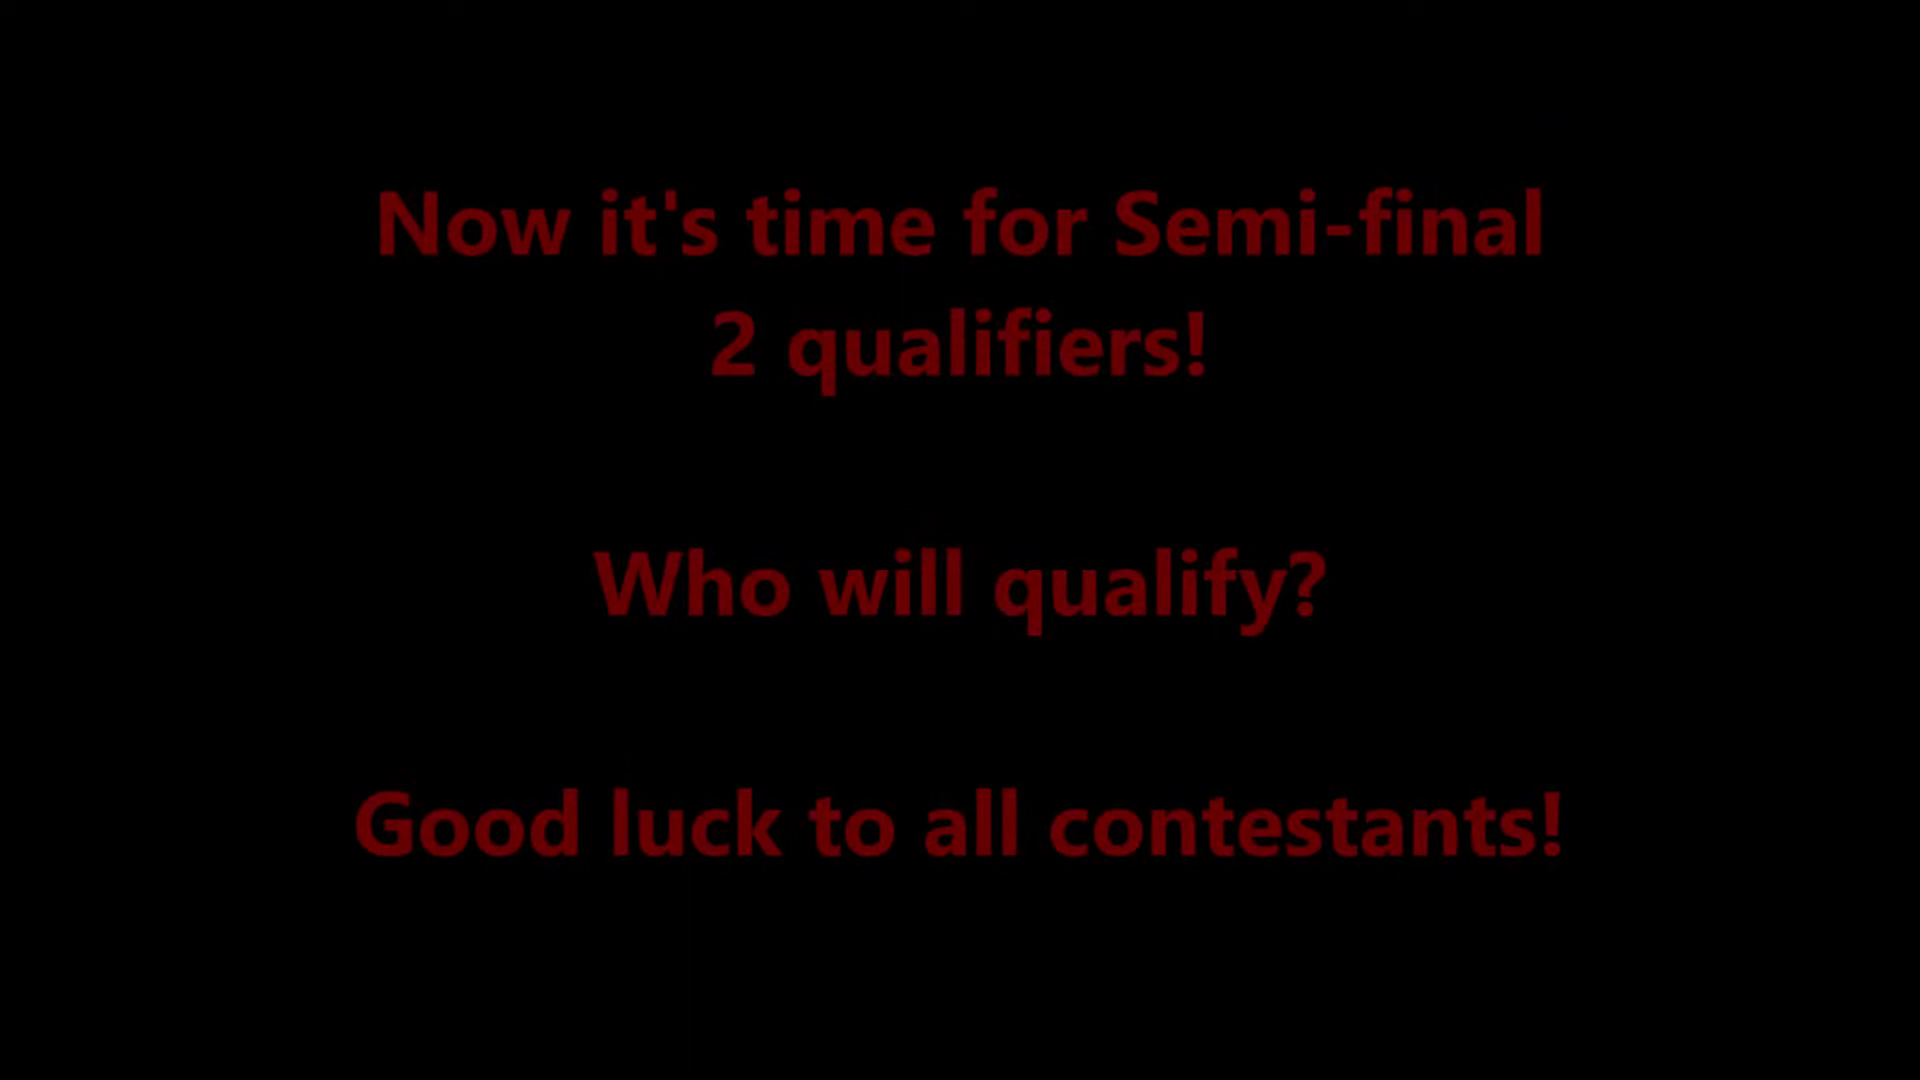 Now it's time for Semi-final
2 qualifiers!
Who will qualify?
Good luck to all contestants!